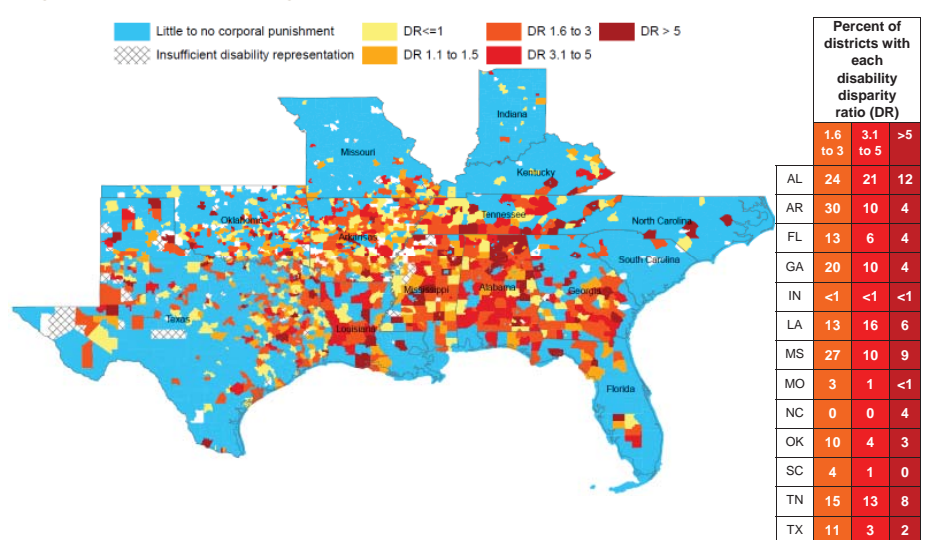 Little to no corporal punishment
DR<=1
DR 1.6 to 3
DR > 5
Insufficient disability representation
DR 1.1 to 1.5
DR 3.1 to 5
Indiana
Missouri
Kentucky
Oklahoma
Tennessee
North Carolina
Arkansas
South Carolina
Mississippi
Alabama
Georgia
Texas
Louisiana
Florida
Percent of
districts with
each
disability
disparity
ratio (DR)
1.6 3.1 >5
to 3 to 5
AL 24 21 12
AR 30 10 4
FL 13 6 4
GA 20 10 4
IN <1 <1 <1
LA 13 16 6
MS 27 10 9
MO 3 1 <1
NC 0 0 4
OK 10 4 3
SC 4 1 0
TN 15 13 8
TX 11 3 2